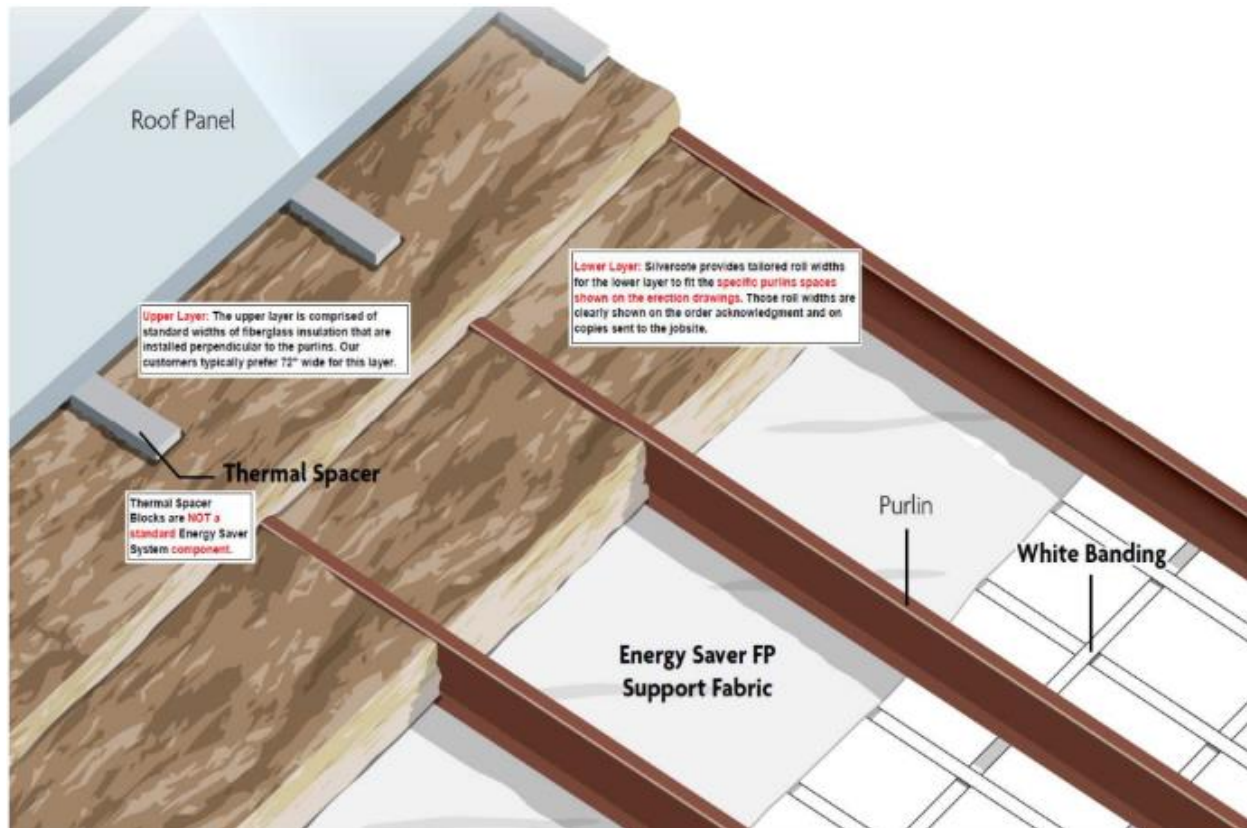 Roof Panel
Upper Layer: The upper layer is comprised of
standard widths of fiberglass insulation that are
installed perpendicular to the purlins. Our
customers typically prefer 72" wide for this layer.
Lower Layer: Silvercote provides tailored roll widths
for the lower layer to fit the specific purlins spaces
shown on the erection drawings. Those roll widths are
clearly shown on the order acknowledgment and on
copies sent to the jobsite.
Thermal Spacer
Thermal Spacer
Blocks are NOT a
standard Energy Saver
System component.
Purlin
White Banding
Energy Saver FP
Support Fabric